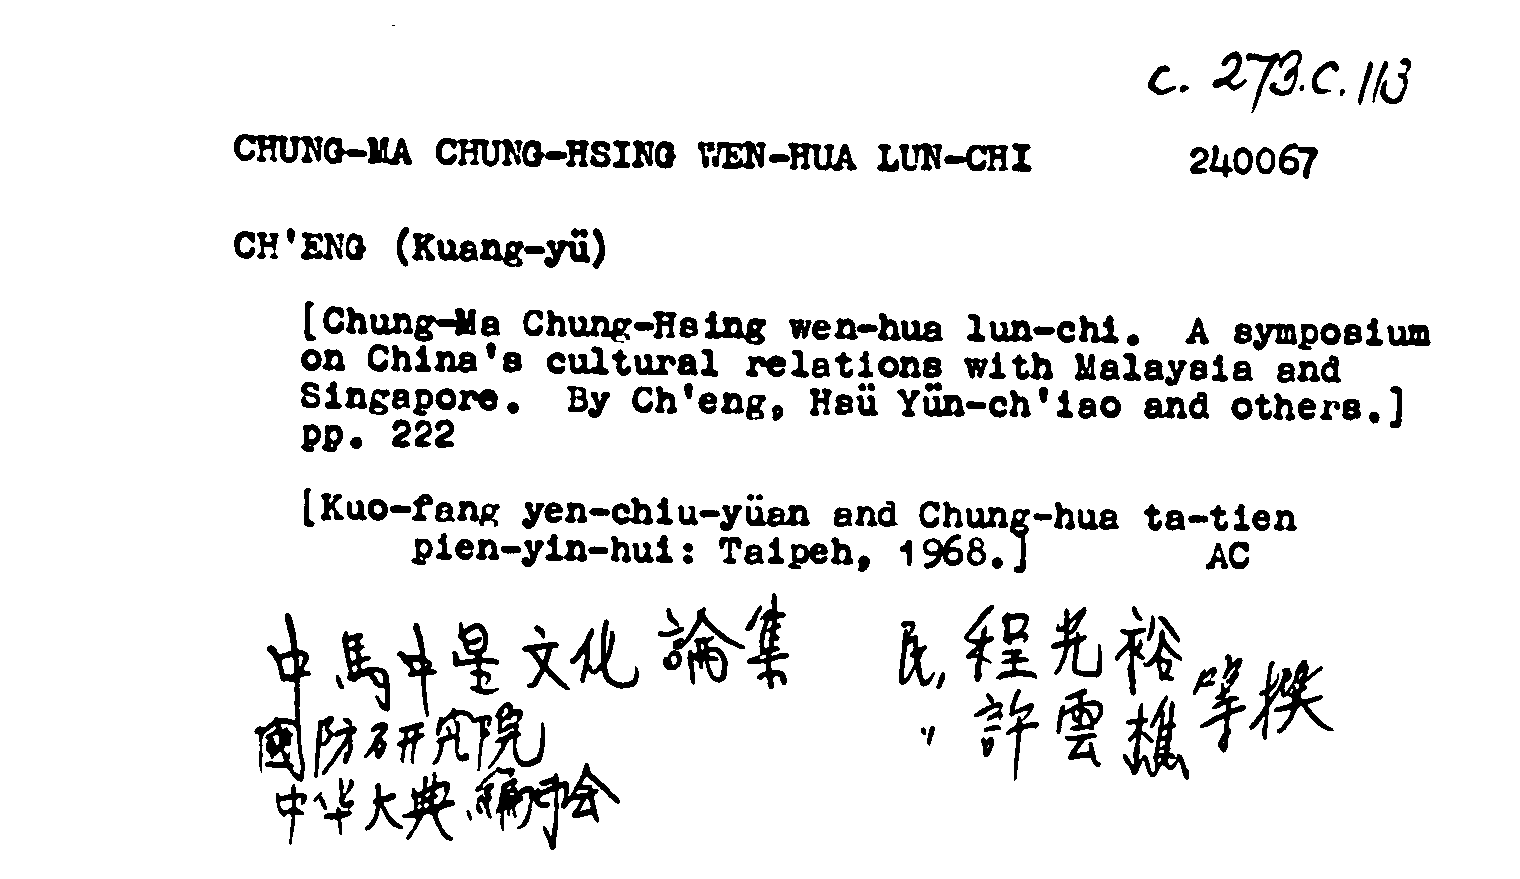 c. 273.c.113
CHUNG-MA CHUNG-HSING WEN-HUA LUN-CHI 240067
CH'ENG (Kuang-yü)
[Chung-Ma Chung-Hsing wen-hua lun-chi. A symposium
on China's cultural relations with Malaysia and
Singapore. By Ch'eng, Hsü Yün-ch'iao and others.]
pp. 222
[Kuo-fang yen-chiu-yüan and Chung-hua ta-tien
pien-yin-hui: Taipeh, 1968.] AC
中馬中星文化論集 民,程光裕
" 許雲樵等撰
國防研究院
中华大典編印会